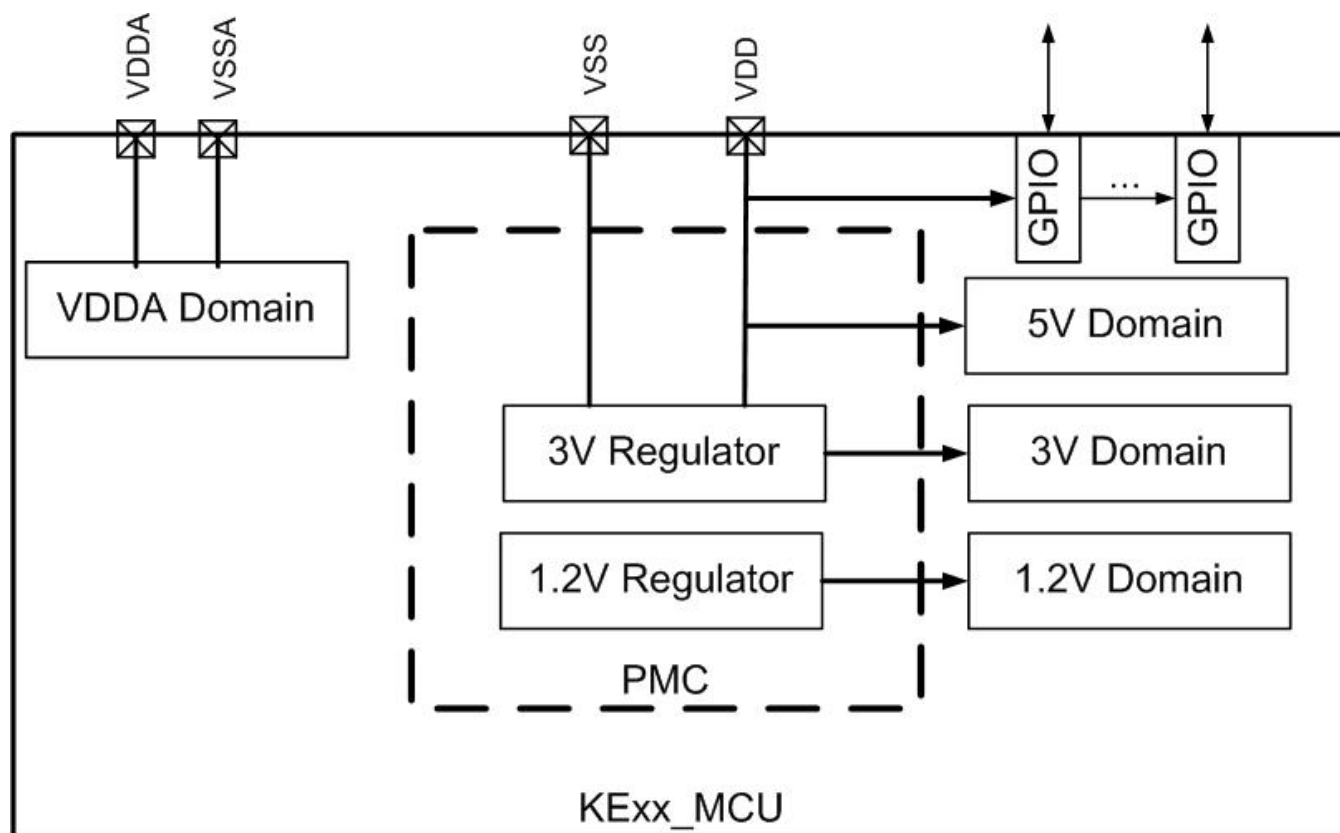 VDDA
VSSA
VSS
VDD
GPIO
...
GPIO
VDDA Domain
5V Domain
3V Regulator
3V Domain
1.2V Regulator
1.2V Domain
PMC
KExx_MCU